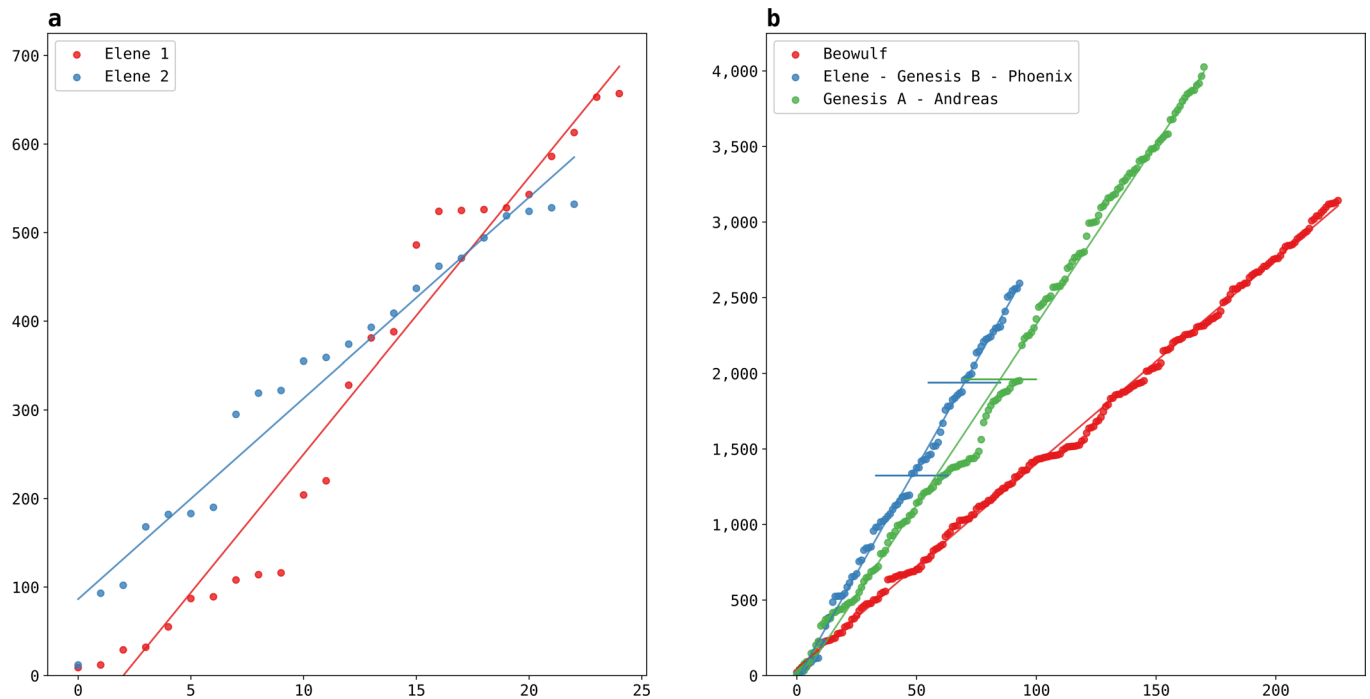 a
Elene 1
Elene 2
700
600
500
400
300
200
100
0
0 5 10 15 20 25
b
Beowulf
Elene - Genesis B - Phoenix
Genesis A - Andreas
4,000
3,500
3,000
2,500
2,000
1,500
1,000
500
0
0 50 100 150 200